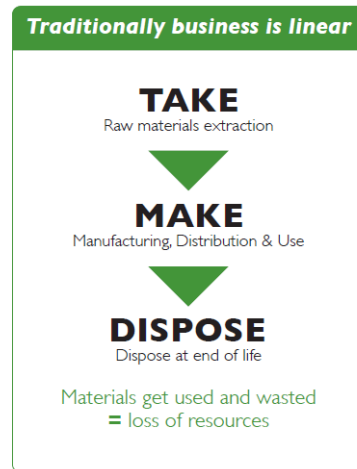 Traditionally business is linear
TAKE
Raw materials extraction
MAKE
Manufacturing, Distribution & Use
DISPOSE
Dispose at end of life
Materials get used and wasted
= loss of resources